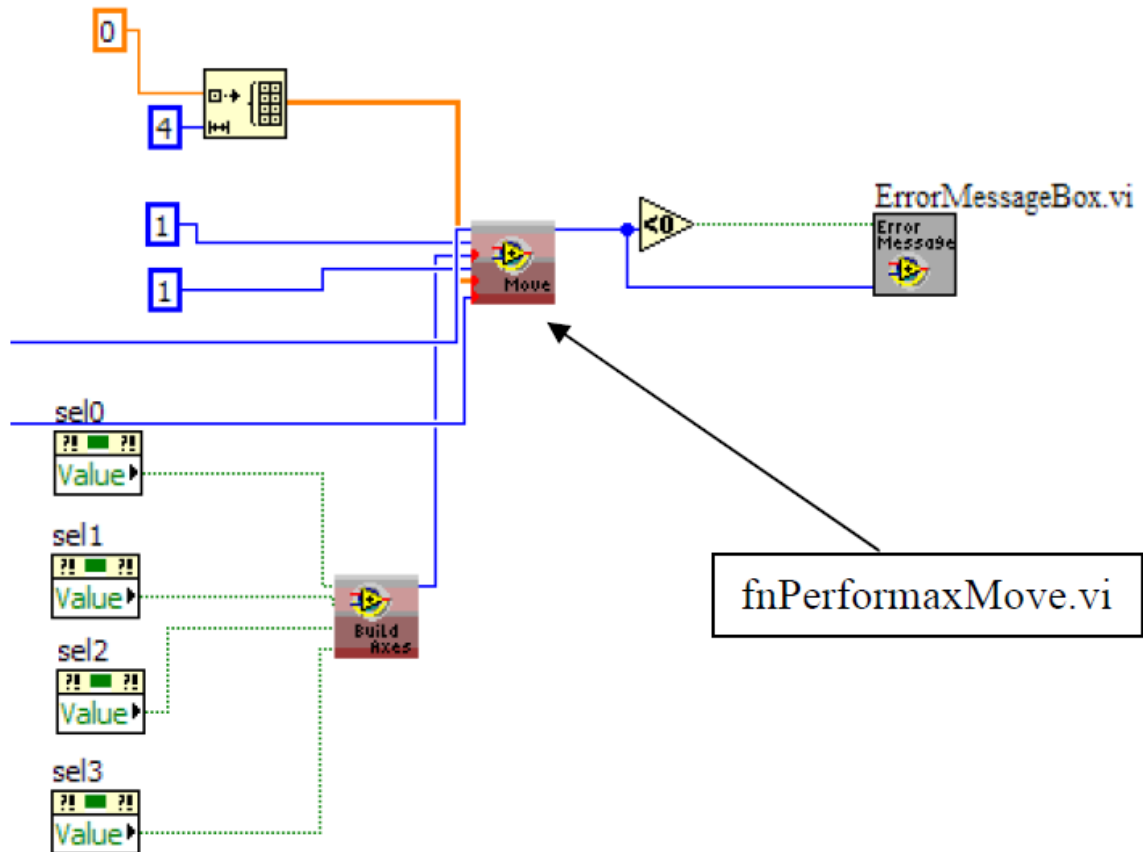 0
4
1
1
<0
ErrorMessageBox.vi
Error
Message
Move
sel0
?! ?!
Value
sel1
?! ?!
Value
Build
Axes
fnPerformaxMove.vi
sel2
?! ?!
Value
sel3
?! ?!
Value